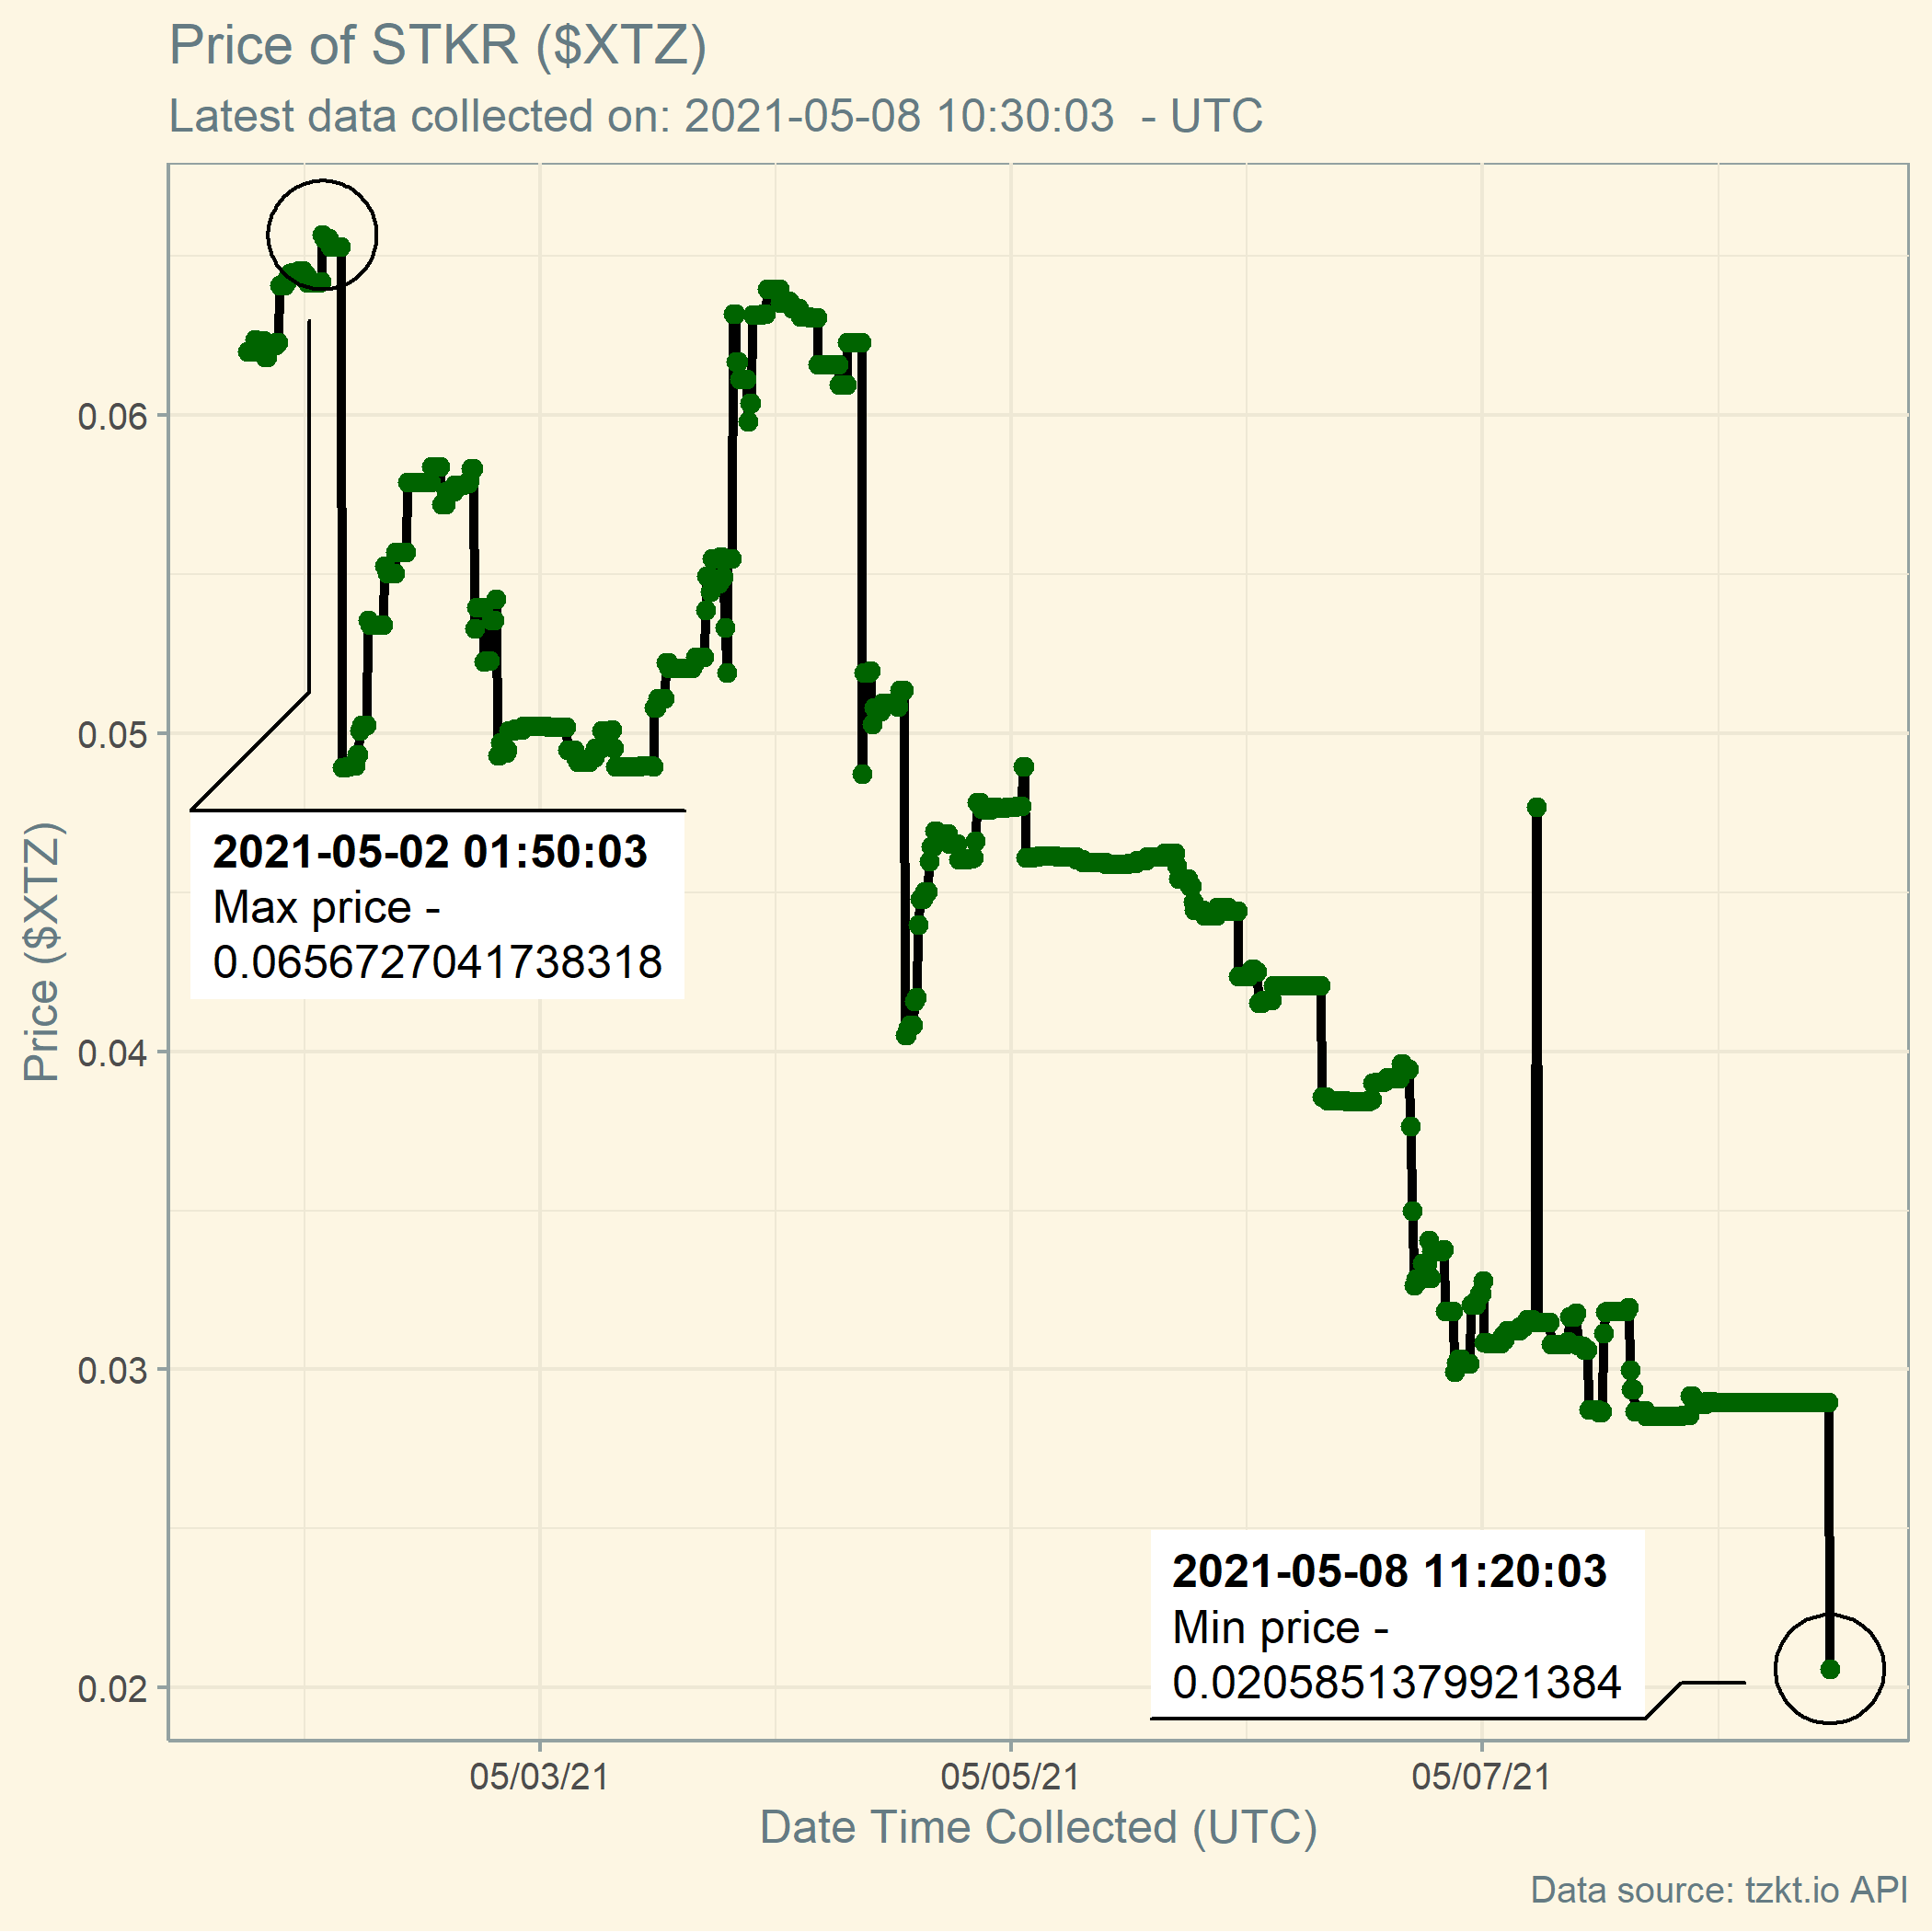 Price of STKR ($XTZ)
Latest data collected on: 2021-05-08 10:30:03  - UTC
0.06
0.05
0.04
0.03
0.02
Price ($XTZ)
2021-05-02 01:50:03
Max price -
0.0656727041738318
2021-05-08 11:20:03
Min price -
0.0205851379921384
05/03/21
05/05/21
05/07/21
Date Time Collected (UTC)
Data source: tzkt.io API